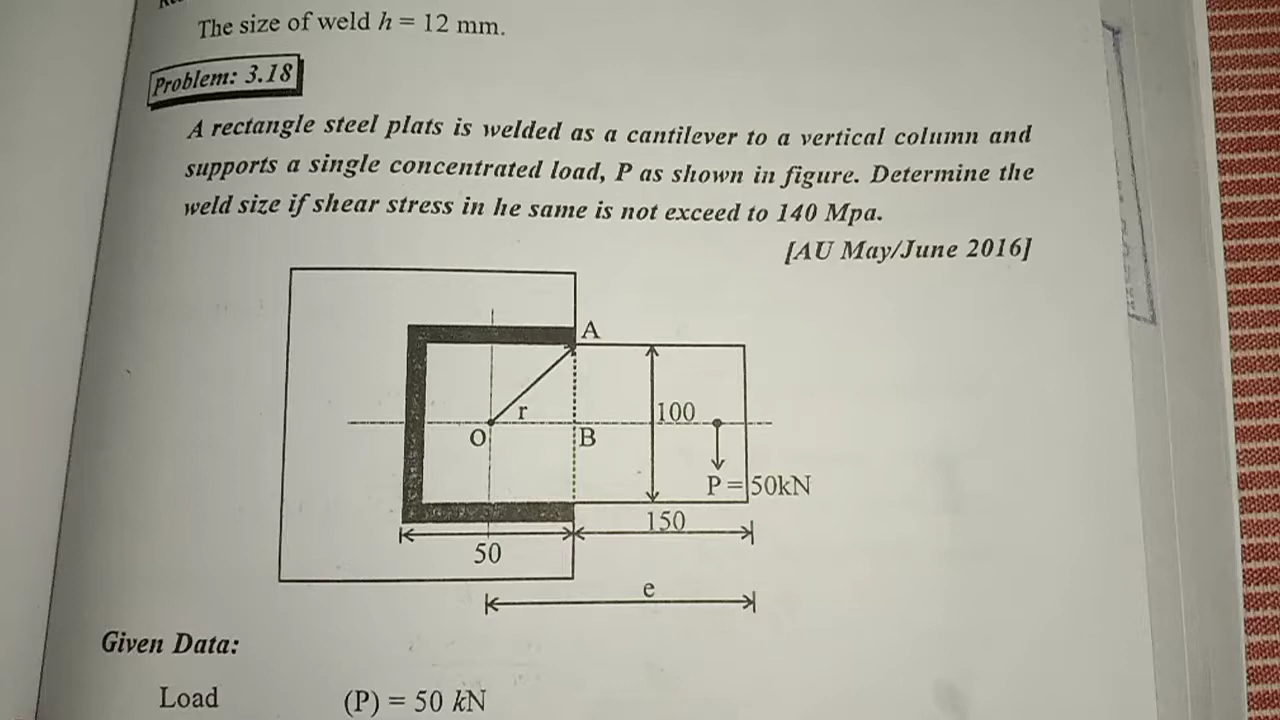 The size of weld h = 12 mm.
Problem: 3.18
A rectangle steel plats is welded as a cantilever to a vertical column and
supports a single concentrated load, P as shown in figure. Determine the
weld size if shear stress in he same is not exceed to 140 Mpa.
[AU May/June 2016]
A
r
100
O
B
P = 50kN
150
50
e
Given Data:
Load (P) = 50 kN